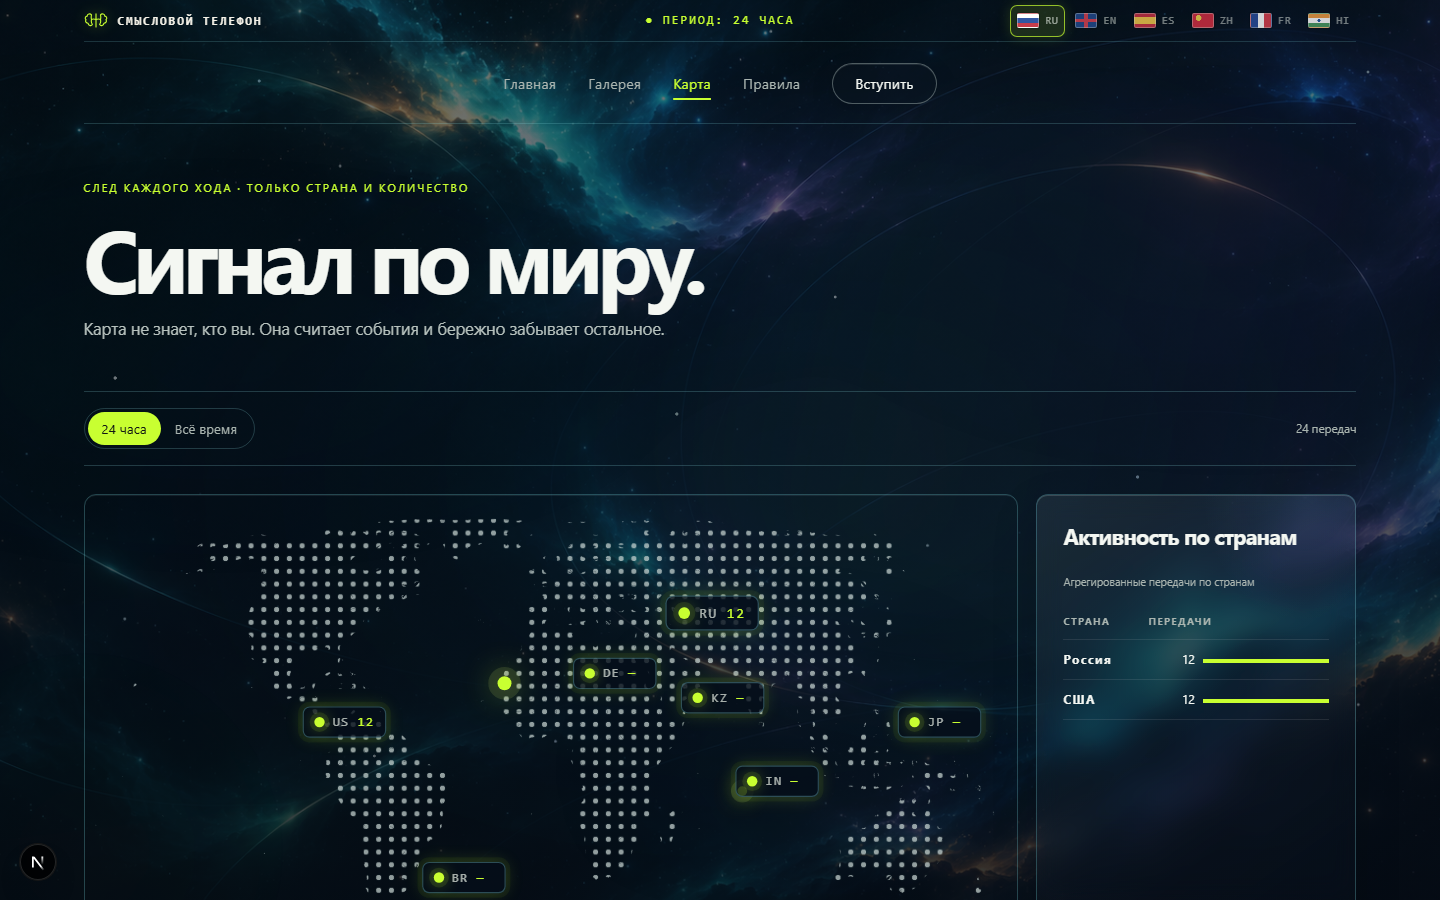 СМЫСЛОВОЙ ТЕЛЕФОН
ПЕРИОД: 24 ЧАСА
RU EN ES ZH FR HI
Главная Галерея Карта Правила Вступить
СЛЕД КАЖДОГО ХОДА · ТОЛЬКО СТРАНА И КОЛИЧЕСТВО
Сигнал по миру.
Карта не знает, кто вы. Она считает события и бережно забывает остальное.
24 часа Всё время
24 передач
RU 12
DE –
KZ –
US 12
JP –
IN –
BR –
Активность по странам
Агрегированные передачи по странам
СТРАНА ПЕРЕДАЧИ
Россия 12
США 12
N